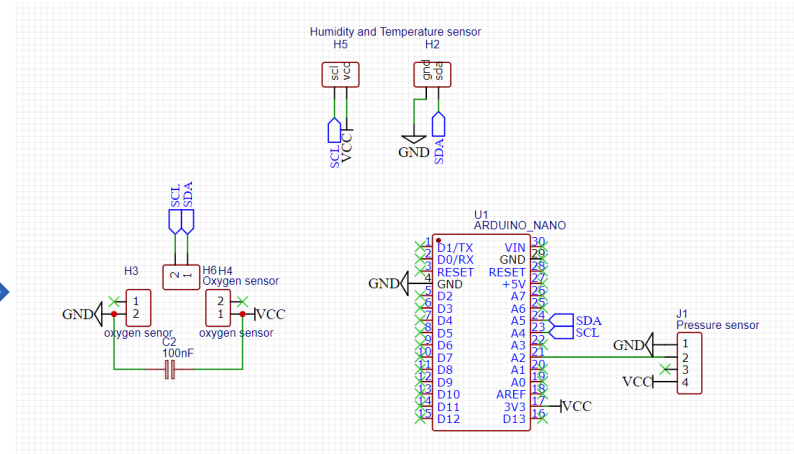 Humidity and Temperature sensor
H5
H2
scl
vcc
gnd
sda
SCL
VCC
GND
SDA
SCL
SDA
2
1
H3
1
2
GND
oxygen senor
H6
H4
Oxygen sensor
2
1
VCC
oxygen sensor
C2
100nF
U1
ARDUINO_NANO
1 D1/TX
2 D0/RX
3 RESET
4 GND
5 D2
6 D3
7 D4
8 D5
9 D6
10 D7
11 D8
12 D9
13 D10
14 D11
15 D12
GND
VIN 30
GND 29
RESET 28
+5V 27
A7 26
A6 25
A5 24 SDA
A4 23 SCL
A3 22
A2 21
A1 20
A0 19
AREF 18
3V3 17 VCC
D13 16
J1
Pressure sensor
GND
1
2
3
VCC
4